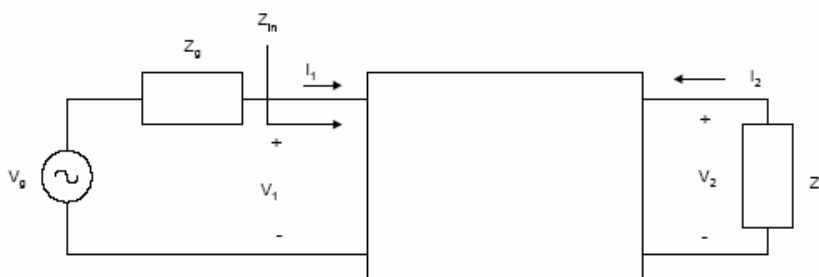 Z_in
Z_g
I_1
I_2
+
+
V_g
V_1
V_2
Z
-
-